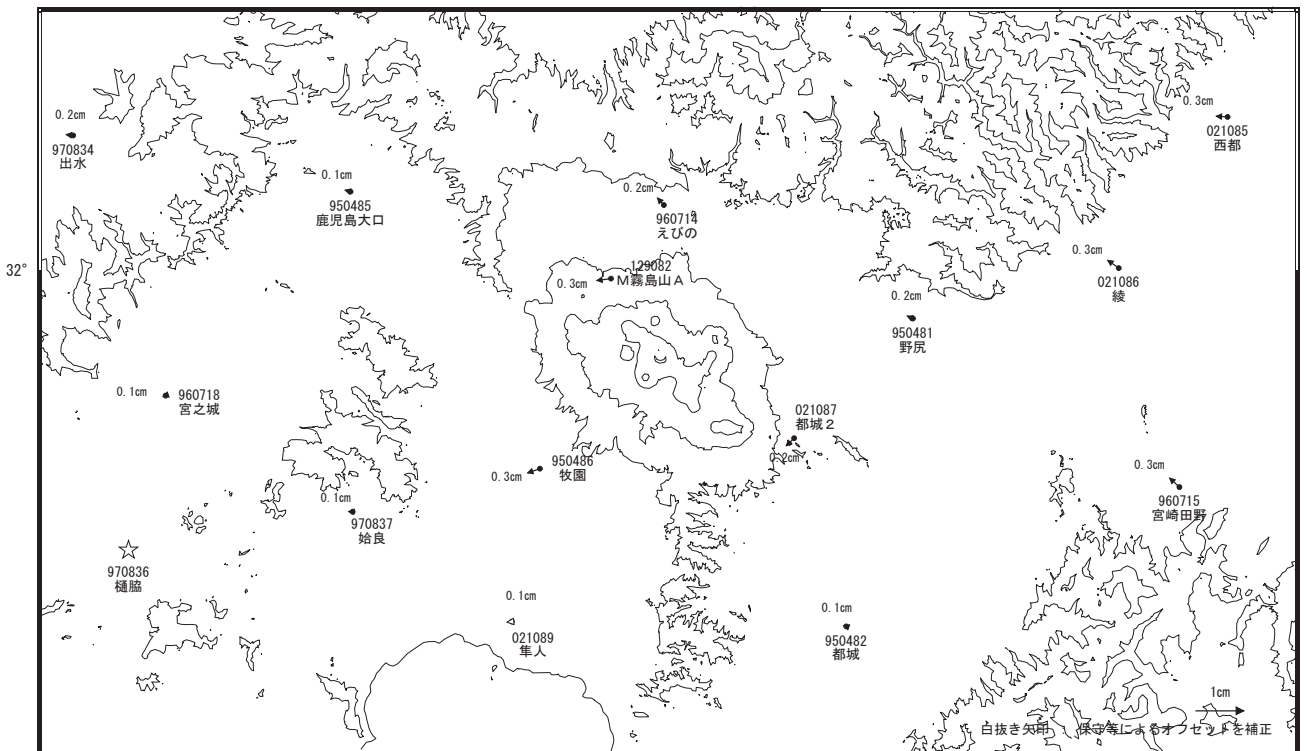 0.3cm
021085
西都
0.2cm
970834
出水
0.1cm
950485
鹿児島大口
0.2cm
960714
えびの
32°
129082
M霧島山A
0.3cm
0.3cm
021086
綾
0.2cm
950481
野尻
0.1cm
960718
宮之城
021087
都城2
0.2cm
950486
牧園
0.3cm
0.3cm
960715
宮崎田野
0.1cm
970837
姶良
970836
樋脇
0.1cm
021089
隼人
0.1cm
950482
都城
1cm
白抜き矢印 保守等によるオフセットを補正